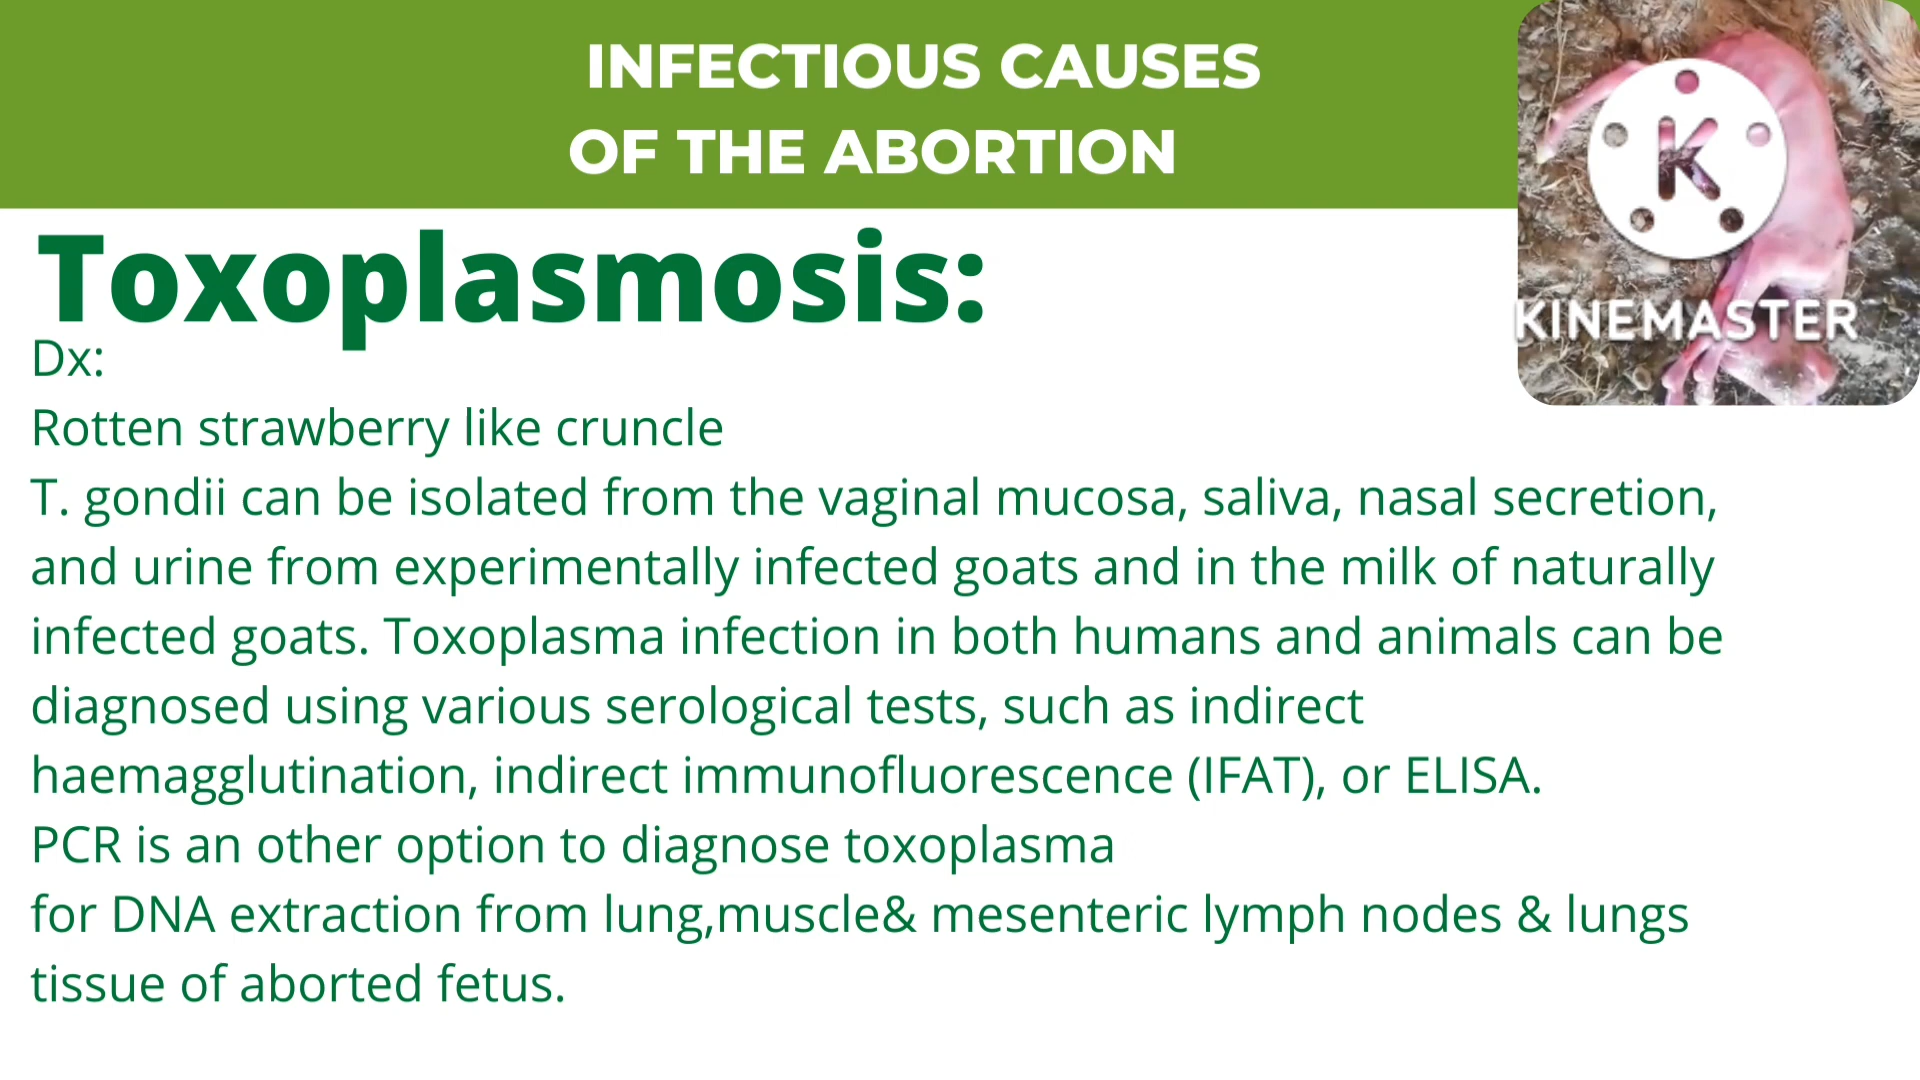 INFECTIOUS CAUSES
OF THE ABORTION
K
KINEMASTER
Toxoplasmosis:
Dx:
Rotten strawberry like cruncle
T. gondii can be isolated from the vaginal mucosa, saliva, nasal secretion,
and urine from experimentally infected goats and in the milk of naturally
infected goats. Toxoplasma infection in both humans and animals can be
diagnosed using various serological tests, such as indirect
haemagglutination, indirect immunofluorescence (IFAT), or ELISA.
PCR is an other option to diagnose toxoplasma
for DNA extraction from lung,muscle& mesenteric lymph nodes & lungs
tissue of aborted fetus.